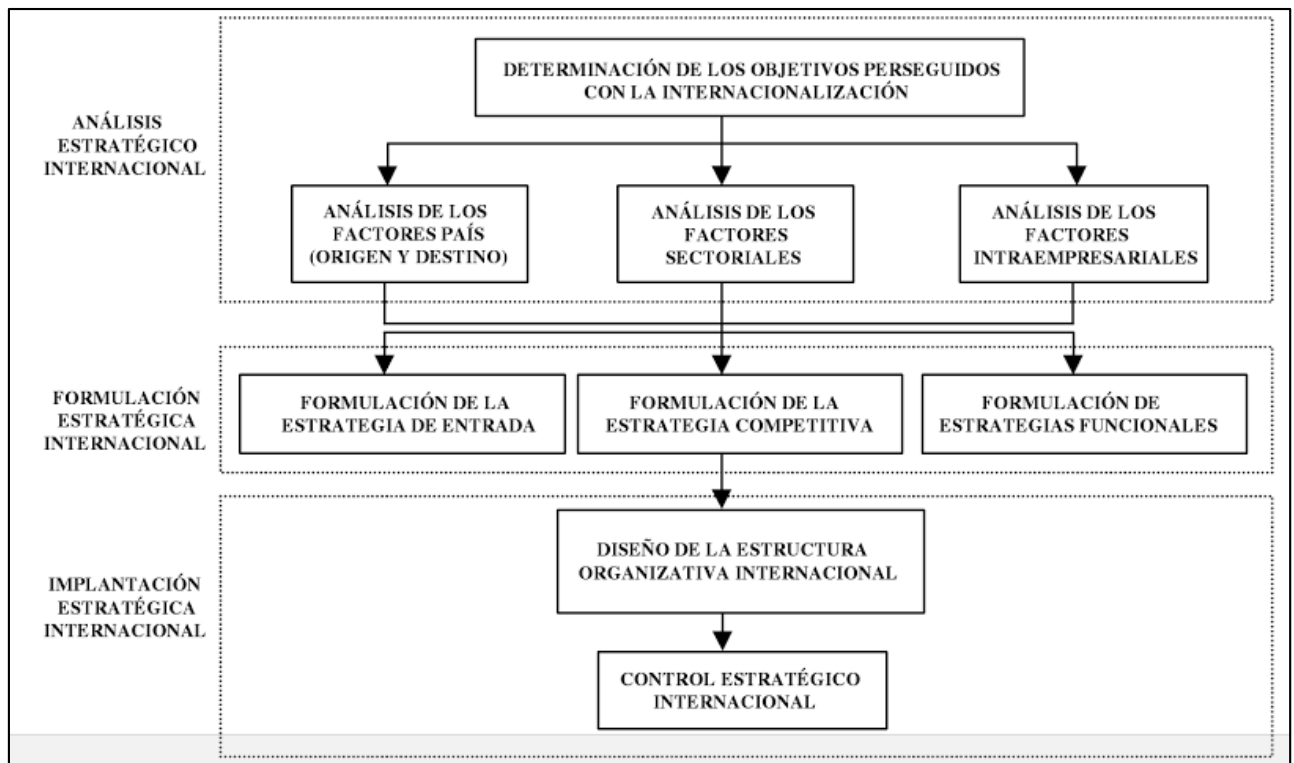 DETERMINACIÓN DE LOS OBJETIVOS PERSEGUIDOS
CON LA INTERNACIONALIZACIÓN
ANÁLISIS
ESTRATÉGICO
INTERNACIONAL
ANÁLISIS DE LOS
FACTORES PAÍS
(ORIGEN Y DESTINO)
ANÁLISIS DE LOS
FACTORES
SECTORIALES
ANÁLISIS DE LOS
FACTORES
INTRAEMPRESARIALES
FORMULACIÓN
ESTRATÉGICA
INTERNACIONAL
FORMULACIÓN DE LA
ESTRATEGIA DE ENTRADA
FORMULACIÓN DE LA
ESTRATEGIA COMPETITIVA
FORMULACIÓN DE
ESTRATEGIAS FUNCIONALES
IMPLANTACIÓN
ESTRATÉGICA
INTERNACIONAL
DISEÑO DE LA ESTRUCTURA
ORGANIZATIVA INTERNACIONAL
CONTROL ESTRATÉGICO
INTERNACIONAL